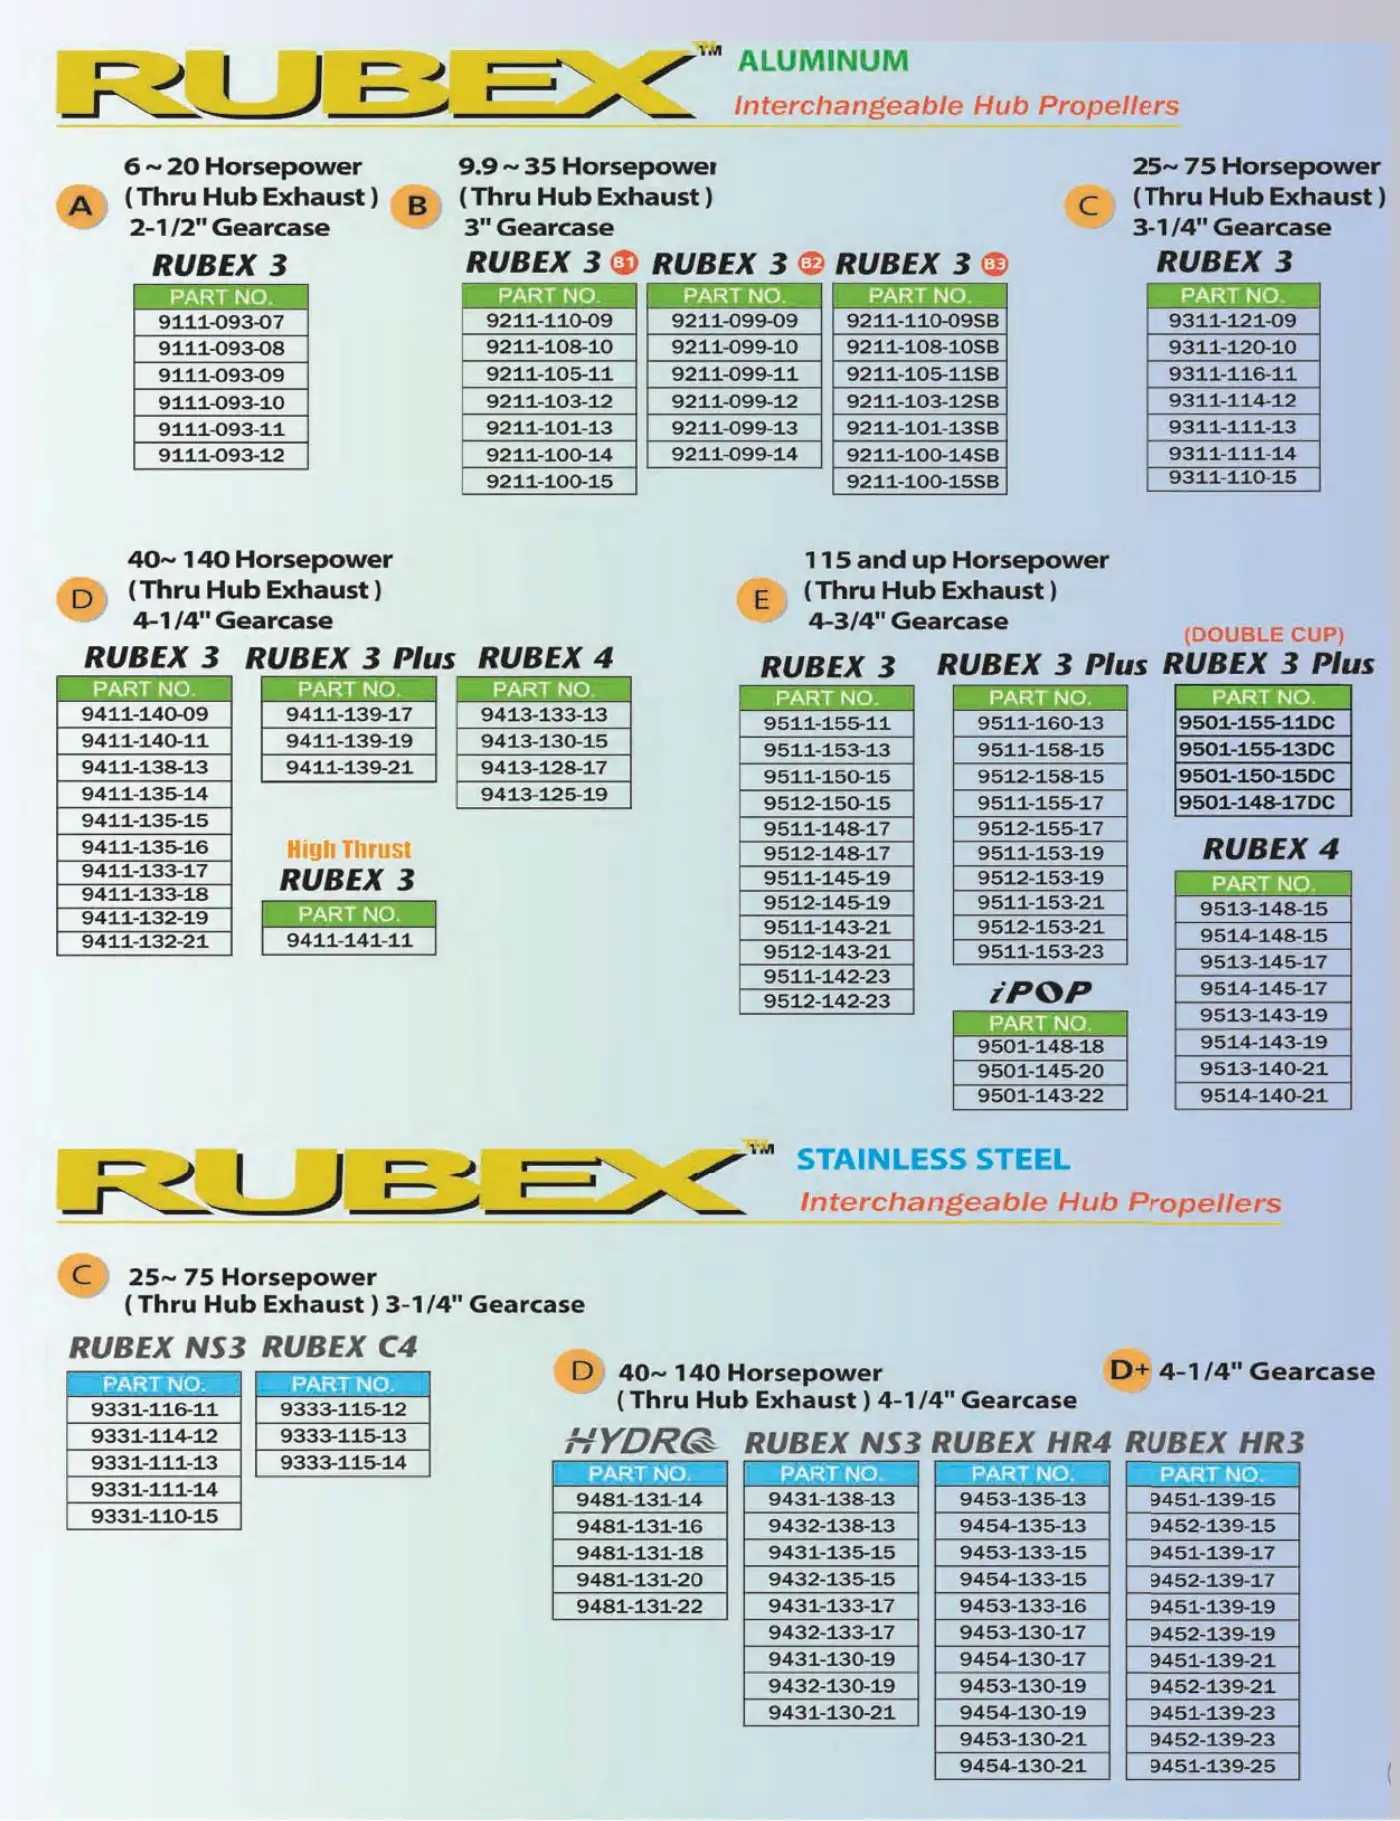 RUBEX™ ALUMINUM
Interchangeable Hub Propellers
A
6 ~ 20 Horsepower
( Thru Hub Exhaust )
2-1/2" Gearcase
RUBEX 3
PART NO.
9111-093-07
9111-093-08
9111-093-09
9111-093-10
9111-093-11
9111-093-12
B
9.9 ~ 35 Horsepower
( Thru Hub Exhaust )
3" Gearcase
RUBEX 3 B1
PART NO.
9211-110-09
9211-108-10
9211-105-11
9211-103-12
9211-101-13
9211-100-14
9211-100-15
RUBEX 3 B2
PART NO.
9211-099-09
9211-099-10
9211-099-11
9211-099-12
9211-099-13
9211-099-14
RUBEX 3 B3
PART NO.
9211-110-09SB
9211-108-10SB
9211-105-11SB
9211-103-12SB
9211-101-13SB
9211-100-14SB
9211-100-15SB
C
25~ 75 Horsepower
( Thru Hub Exhaust )
3-1/4" Gearcase
RUBEX 3
PART NO.
9311-121-09
9311-120-10
9311-116-11
9311-114-12
9311-111-13
9311-111-14
9311-110-15
D
40~ 140 Horsepower
( Thru Hub Exhaust )
4-1/4" Gearcase
RUBEX 3
PART NO.
9411-140-09
9411-140-11
9411-138-13
9411-135-14
9411-135-15
9411-135-16
9411-133-17
9411-133-18
9411-132-19
9411-132-21
RUBEX 3 Plus
PART NO.
9411-139-17
9411-139-19
9411-139-21
High Thrust
RUBEX 3
PART NO.
9411-141-11
RUBEX 4
PART NO.
9413-133-13
9413-130-15
9413-128-17
9413-125-19
E
115 and up Horsepower
( Thru Hub Exhaust )
4-3/4" Gearcase
RUBEX 3
PART NO.
9511-155-11
9511-153-13
9511-150-15
9512-150-15
9511-148-17
9512-148-17
9511-145-19
9512-145-19
9511-143-21
9512-143-21
9511-142-23
9512-142-23
RUBEX 3 Plus
PART NO.
9511-160-13
9511-158-15
9512-158-15
9511-155-17
9512-155-17
9511-153-19
9512-153-19
9511-153-21
9512-153-21
9511-153-23
iPOP
PART NO.
9501-148-18
9501-145-20
9501-143-22
(DOUBLE CUP)
RUBEX 3 Plus
PART NO.
9501-155-11DC
9501-155-13DC
9501-150-15DC
9501-148-17DC
RUBEX 4
PART NO.
9513-148-15
9514-148-15
9513-145-17
9514-145-17
9513-143-19
9514-143-19
9513-140-21
9514-140-21
RUBEX™ STAINLESS STEEL
Interchangeable Hub Propellers
C
25~ 75 Horsepower
( Thru Hub Exhaust ) 3-1/4" Gearcase
RUBEX NS3
PART NO.
9331-116-11
9331-114-12
9331-111-13
9331-111-14
9331-110-15
RUBEX C4
PART NO.
9333-115-12
9333-115-13
9333-115-14
D
40~ 140 Horsepower
( Thru Hub Exhaust ) 4-1/4" Gearcase
HYDRO
PART NO.
9481-131-14
9481-131-16
9481-131-18
9481-131-20
9481-131-22
RUBEX NS3
PART NO.
9431-138-13
9432-138-13
9431-135-15
9432-135-15
9431-133-17
9432-133-17
9431-130-19
9432-130-19
9431-130-21
RUBEX HR4
PART NO.
9453-135-13
9454-135-13
9453-133-15
9454-133-15
9453-133-16
9453-130-17
9454-130-17
9453-130-19
9454-130-19
9453-130-21
9454-130-21
D+ 4-1/4" Gearcase
RUBEX HR3
PART NO.
9451-139-15
9452-139-15
9451-139-17
9452-139-17
9451-139-19
9452-139-19
9451-139-21
9452-139-21
9451-139-23
9452-139-23
9451-139-25